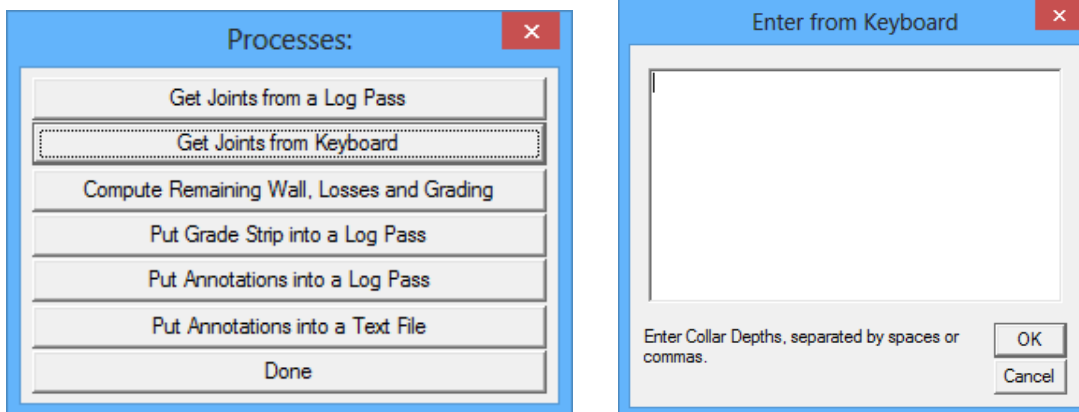 Processes:
Get Joints from a Log Pass
Get Joints from Keyboard
Compute Remaining Wall, Losses and Grading
Put Grade Strip into a Log Pass
Put Annotations into a Log Pass
Put Annotations into a Text File
Done
Enter from Keyboard
Enter Collar Depths, separated by spaces or
commas.
OK
Cancel